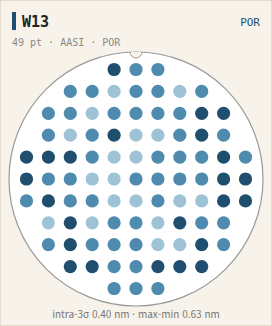 W13 POR
49 pt · AASI · POR
intra-3σ 0.40 nm · max-min 0.63 nm